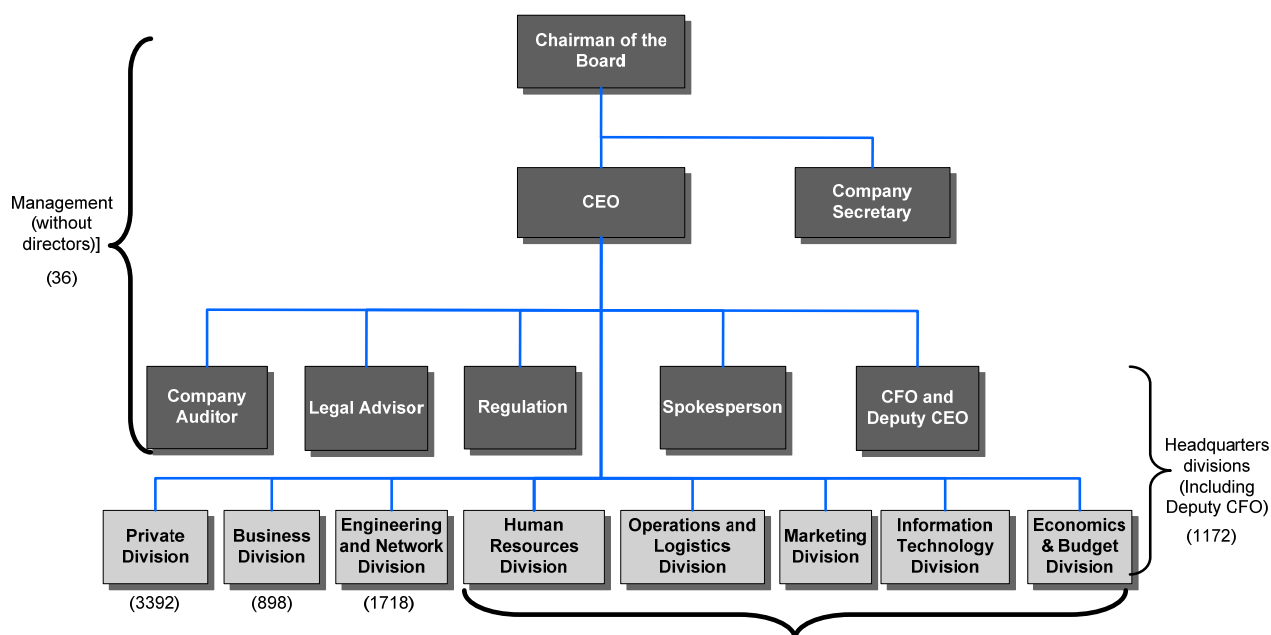 Chairman of the
Board
CEO
Company
Secretary
Management
(without
directors)]
(36)
Company
Auditor
Legal Advisor
Regulation
Spokesperson
CFO and
Deputy CEO
Headquarters
divisions
(Including
Deputy CFO)
(1172)
Private
Division
(3392)
Business
Division
(898)
Engineering
and Network
Division
(1718)
Human
Resources
Division
Operations and
Logistics
Division
Marketing
Division
Information
Technology
Division
Economics
& Budget
Division